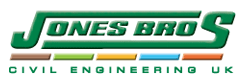 JONES BROS
CIVIL ENGINEERING UK